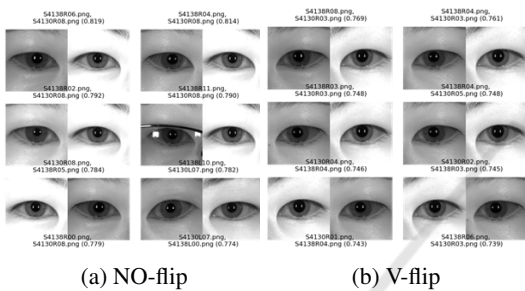 S4138R06.png,
S4130R08.png (0.819)
S4138R04.png,
S4130R08.png (0.814)
S4138R02.png,
S4130R08.png (0.792)
S4138R11.png,
S4130R08.png (0.790)
S4130R08.png,
S4138R05.png (0.784)
S4138L10.png,
S4130L07.png (0.782)
S4138R00.png,
S4130R08.png (0.779)
S4130L07.png,
S4138L00.png (0.774)
(a) NO-flip
S4138R08.png,
S4130R03.png (0.769)
S4138R04.png,
S4130R03.png (0.761)
S4138R03.png,
S4130R03.png (0.748)
S4138R04.png,
S4130R05.png (0.748)
S4130R04.png,
S4138R04.png (0.746)
S4130R02.png,
S4138R03.png (0.745)
S4130R01.png,
S4138R04.png (0.743)
S4138R06.png,
S4130R03.png (0.739)
(b) V-flip